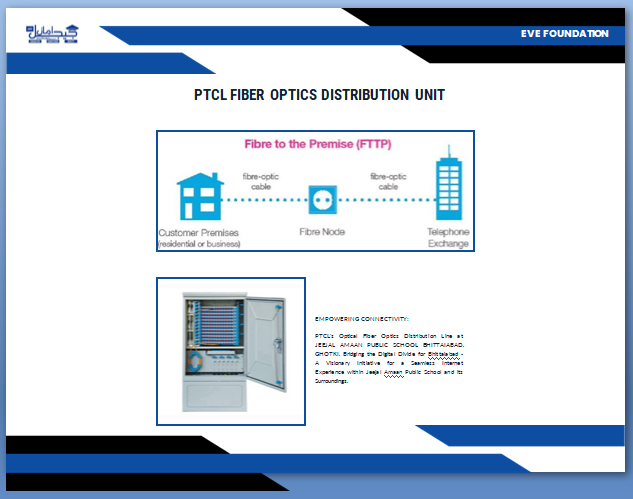 EVE FOUNDATION
PTCL FIBER OPTICS DISTRIBUTION UNIT
Fibre to the Premise (FTTP)
fibre-optic
cable
fibre-optic
cable
Customer Premises
(residential or business)
Fibre Node
Telephone
Exchange
EMPOWERING CONNECTIVITY:
PTCL's Optical Fiber Optics Distribution Line at
JEEJAL AMAAN PUBLIC SCHOOL BHITTAIABAD,
GHOTKI. Bridging the Digital Divide for Bhittaiabad -
A Visionary Initiative for a Seamless Internet
Experience within Jeejal Amaan Public School and its
Surroundings.